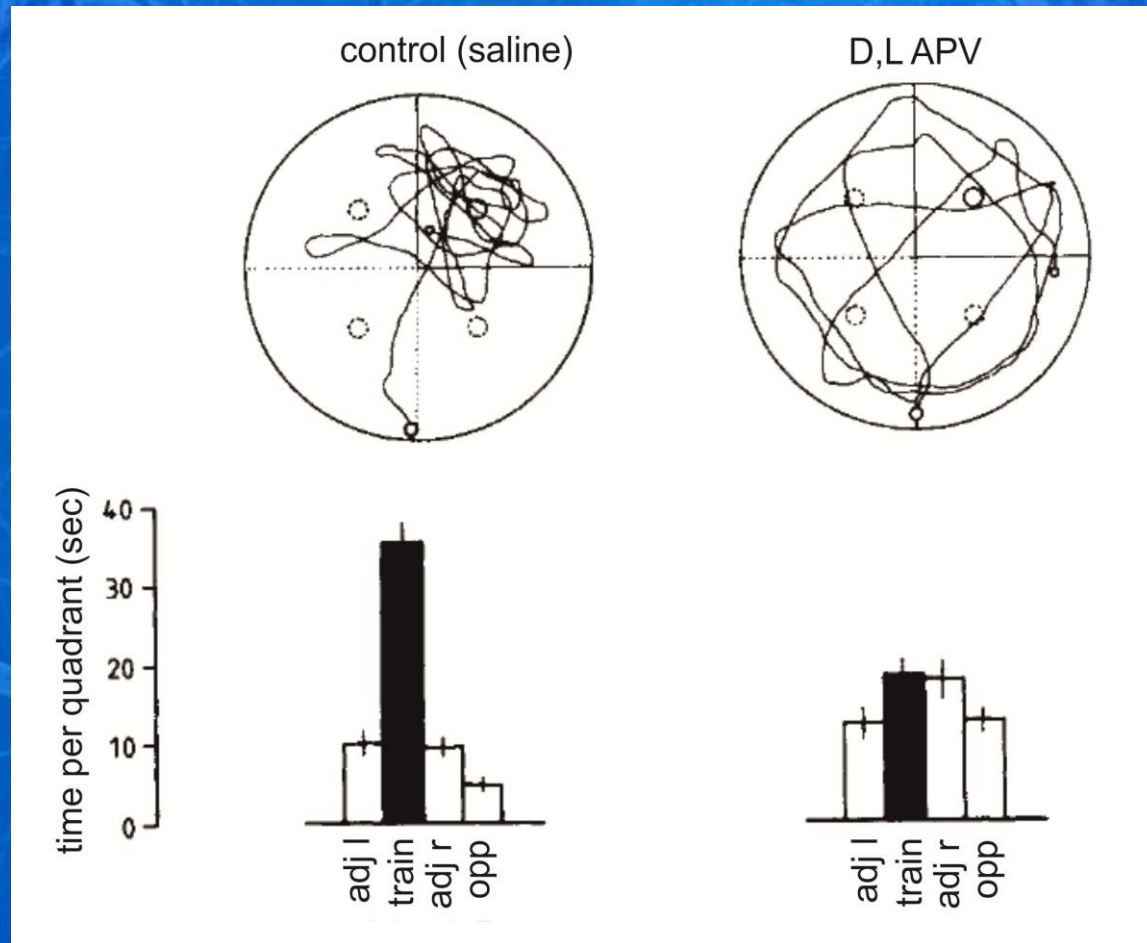 control (saline)
D,L APV
time per quadrant (sec)
40
30
20
10
0
adj l
train
adj r
opp
adj l
train
adj r
opp